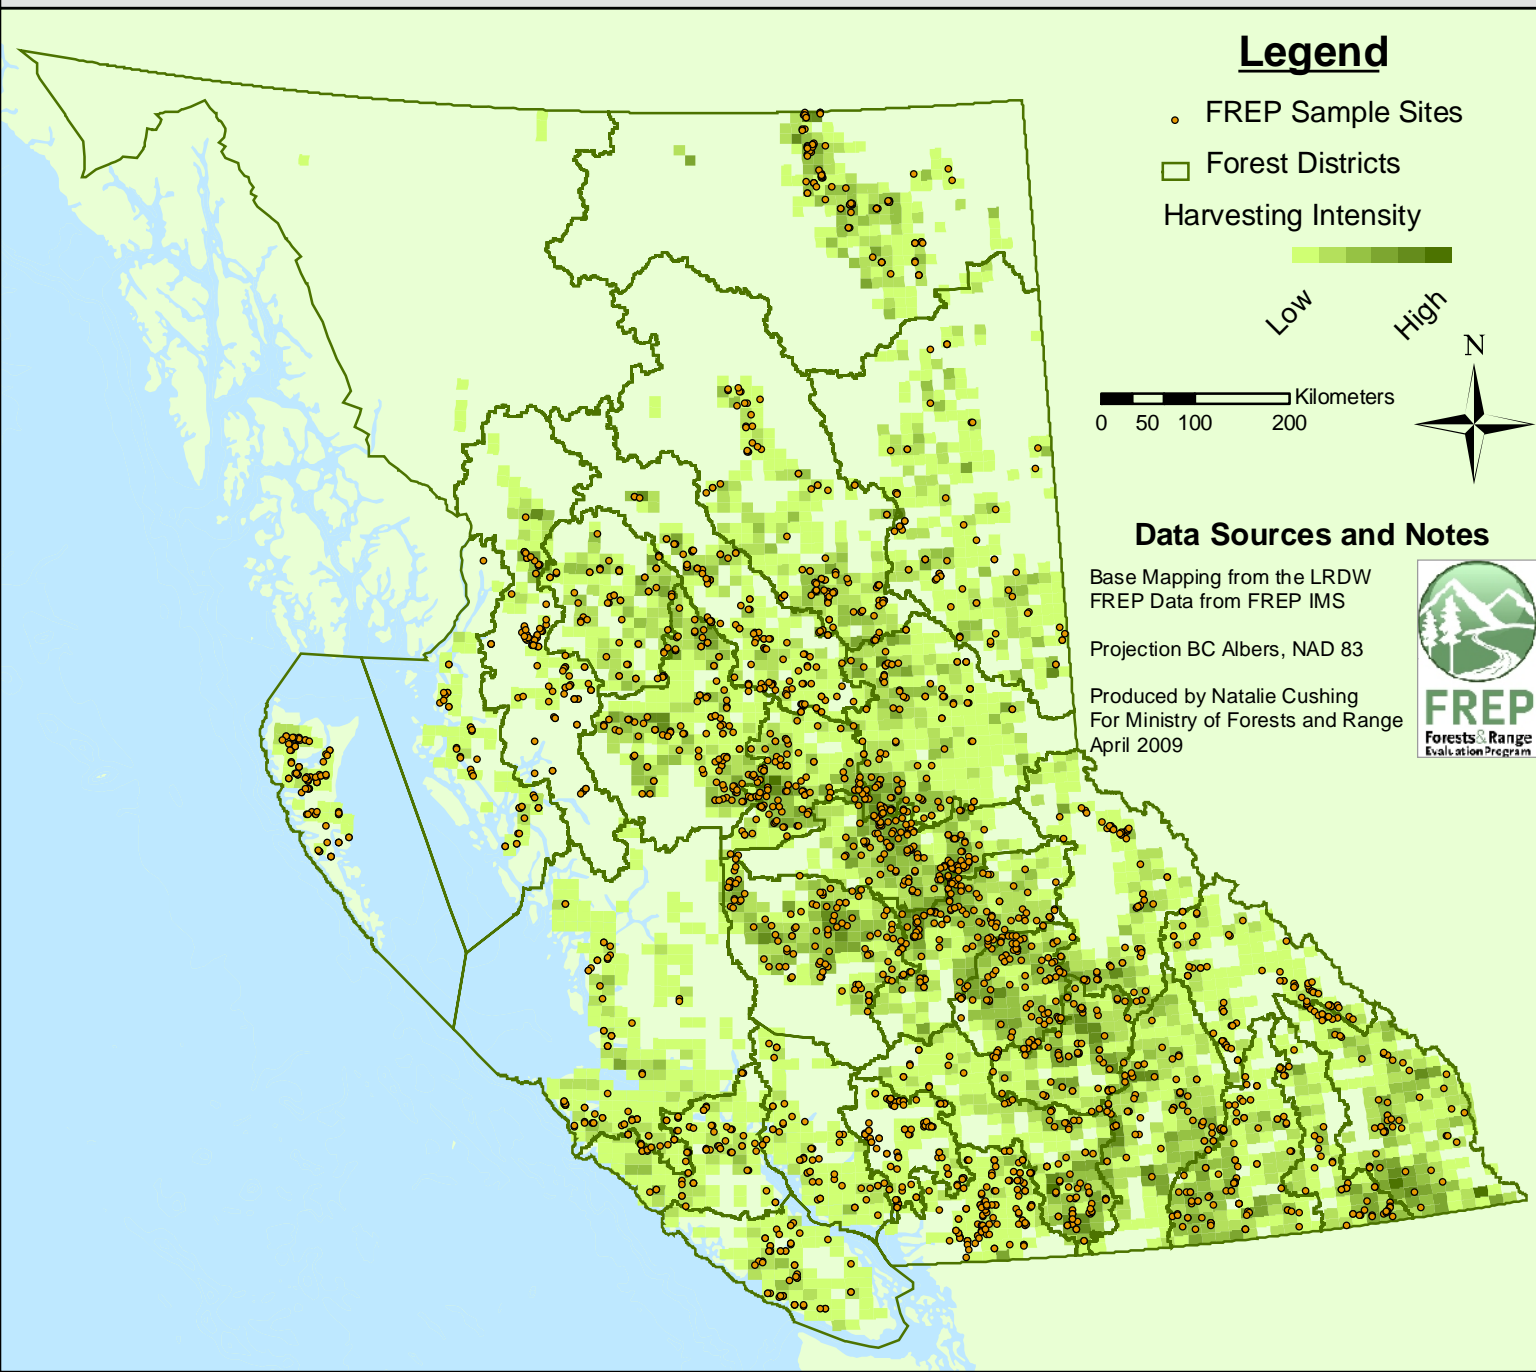 Legend
FREP Sample Sites
Forest Districts
Harvesting Intensity
Low
High
N
Kilometers
0 50 100 200
Data Sources and Notes
Base Mapping from the LRDW
FREP Data from FREP IMS
Projection BC Albers, NAD 83
Produced by Natalie Cushing
For Ministry of Forests and Range
April 2009
FREP
Forests & Range
Evaluation Program